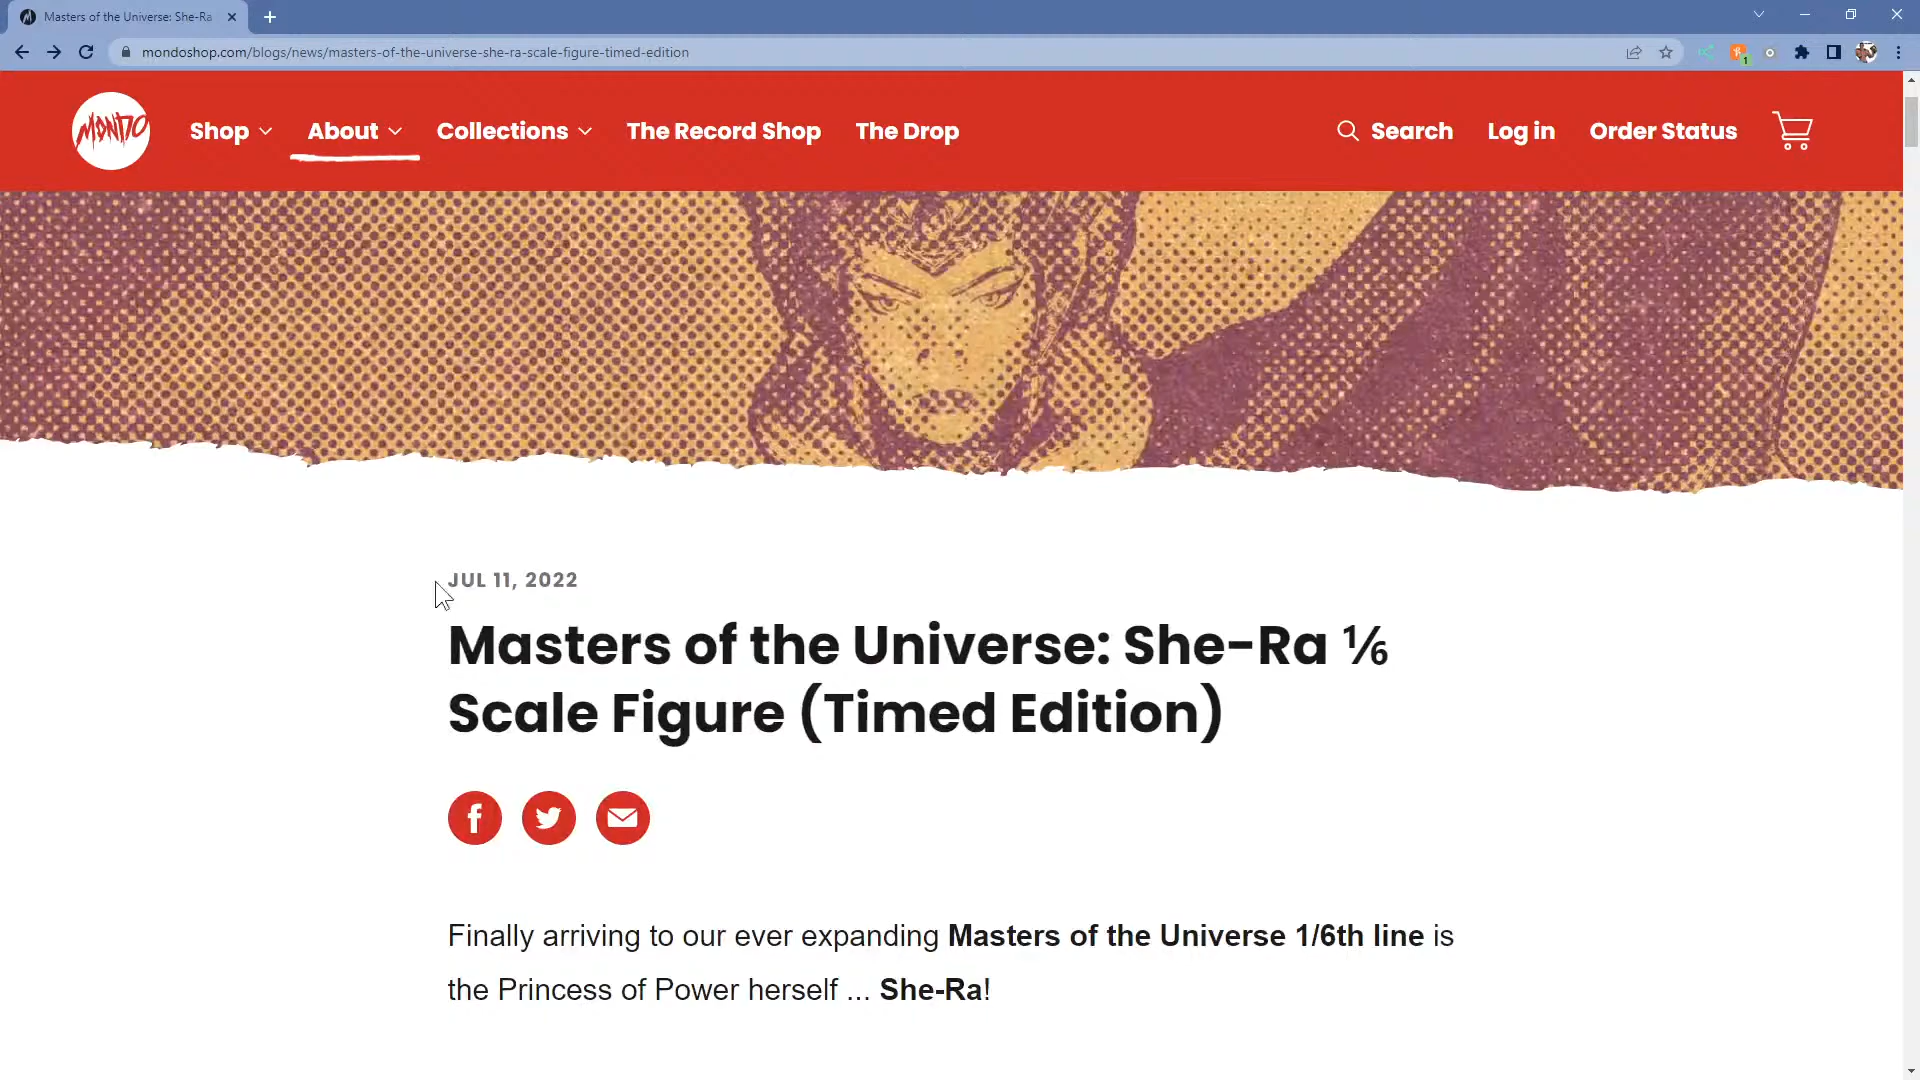 Masters of the Universe: She-Ra
mondoshop.com/blogs/news/masters-of-the-universe-she-ra-scale-figure-timed-edition
1
MONDO
Shop
About
Collections
The Record Shop
The Drop
Search
Log in
Order Status
JUL 11, 2022
Masters of the Universe: She-Ra ⅙
Scale Figure (Timed Edition)
Finally arriving to our ever expanding Masters of the Universe 1/6th line is
the Princess of Power herself ... She-Ra!